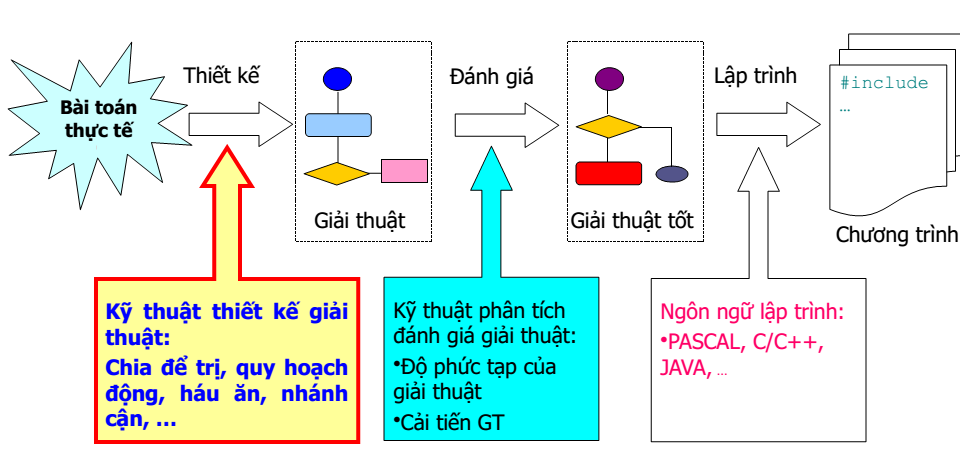 Thiết kế
Đánh giá
Lập trình
Bài toán
thực tế
#include
…
Giải thuật
Giải thuật tốt
Chương trình
Kỹ thuật thiết kế giải
thuật:
Chia để trị, quy hoạch
động, háu ăn, nhánh
cận, …
Kỹ thuật phân tích
đánh giá giải thuật:
•Độ phức tạp của
giải thuật
•Cải tiến GT
Ngôn ngữ lập trình:
•PASCAL, C/C++,
JAVA, …